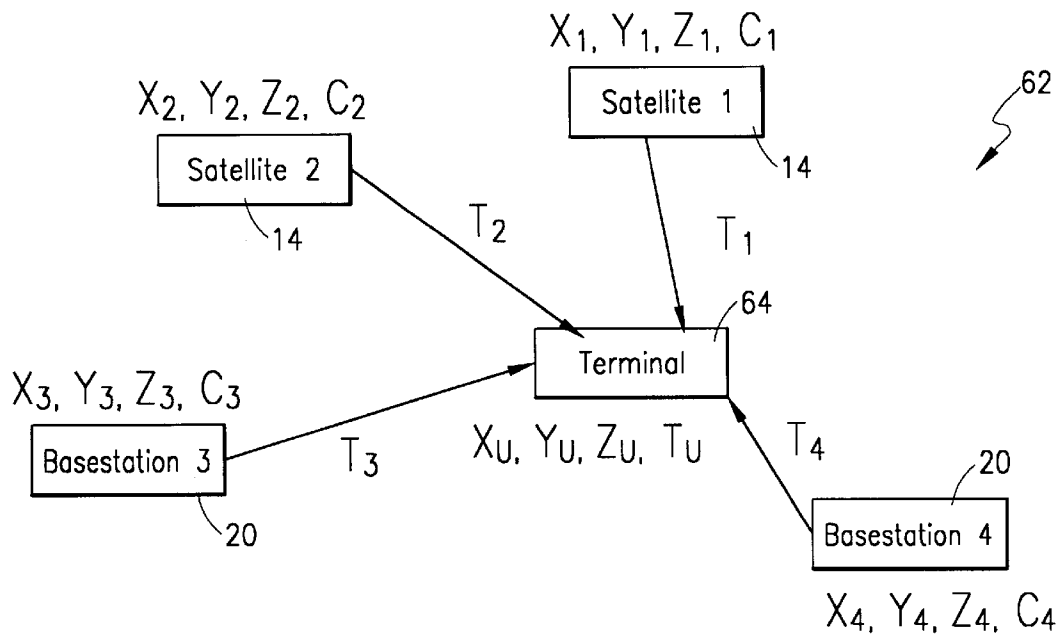 X1, Y1, Z1, C1
Satellite 1
14
62
X2, Y2, Z2, C2
Satellite 2
14
T2
T1
64
Terminal
XU, YU, ZU, TU
X3, Y3, Z3, C3
Basestation 3
20
T3
T4
20
Basestation 4
X4, Y4, Z4, C4